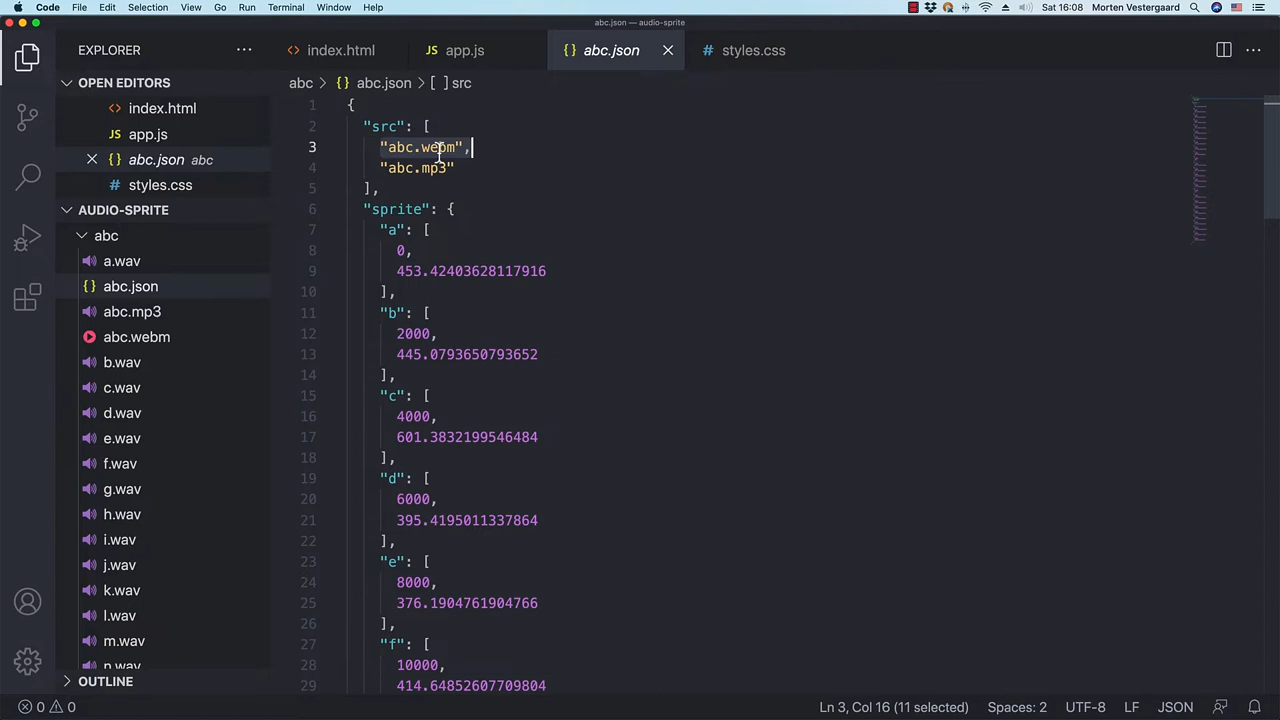 Code File Edit Selection View Go Run Terminal Window Help Sat 16:08 Morten Vestergaard
abc.json — audio-sprite
EXPLORER
index.html
app.js
{} abc.json
# styles.css
OPEN EDITORS
index.html
app.js
{} abc.json abc
# styles.css
AUDIO-SPRITE
abc
a.wav
{} abc.json
abc.mp3
abc.webm
b.wav
c.wav
d.wav
e.wav
f.wav
g.wav
h.wav
i.wav
j.wav
k.wav
l.wav
m.wav
n.wav
OUTLINE
abc > {} abc.json > [ ] src
1 {
2 "src": [
3 "abc.webm",
4 "abc.mp3"
5 ],
6 "sprite": {
7 "a": [
8 0,
9 453.42403628117916
10 ],
11 "b": [
12 2000,
13 445.0793650793652
14 ],
15 "c": [
16 4000,
17 601.3832199546484
18 ],
19 "d": [
20 6000,
21 395.4195011337864
22 ],
23 "e": [
24 8000,
25 376.1904761904766
26 ],
27 "f": [
28 10000,
29 414.64852607709804
0 0 Ln 3, Col 16 (11 selected) Spaces: 2 UTF-8 LF JSON